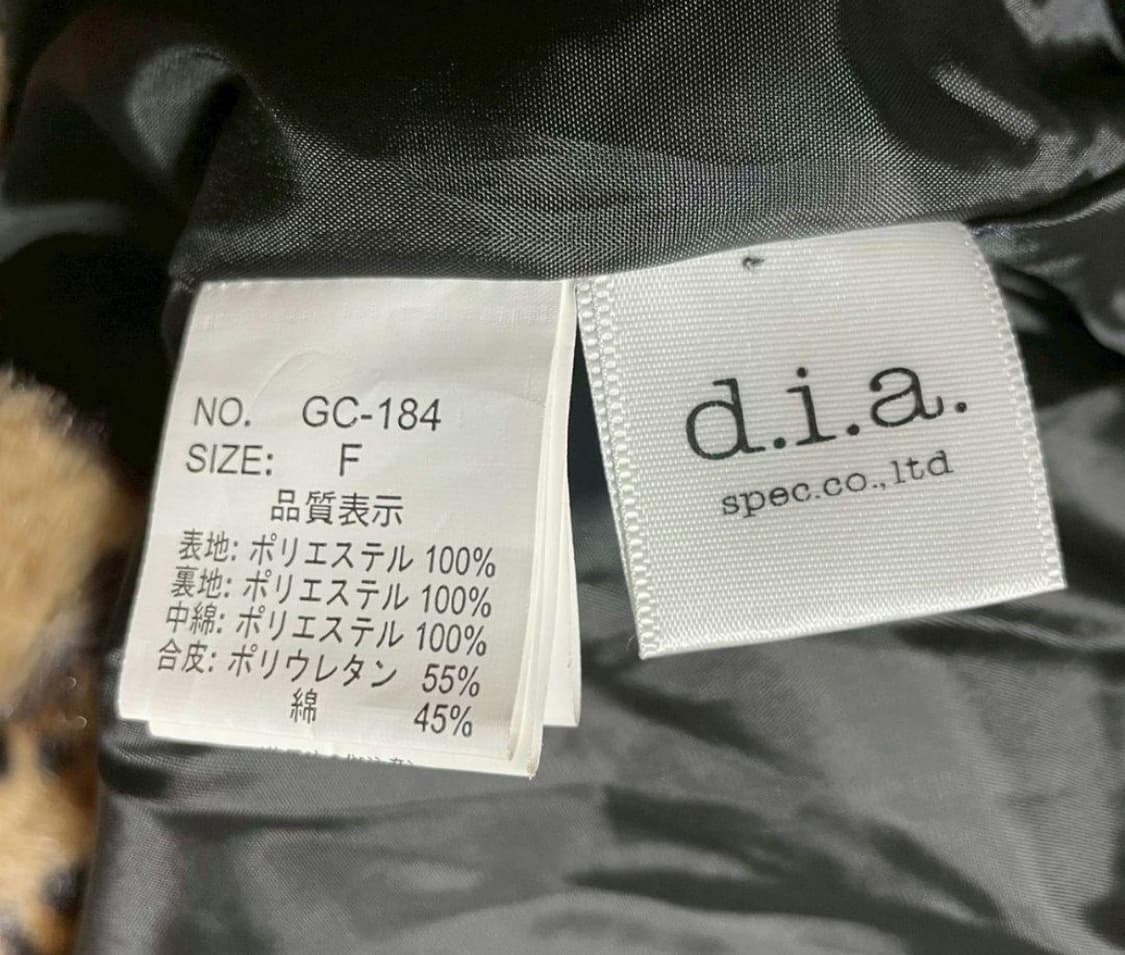 NO. GC-184
SIZE: F
品質表示
表地: ポリエステル 100%
裏地: ポリエステル 100%
中綿: ポリエステル 100%
合皮: ポリウレタン 55%
綿 45%
d.i.a.
spec.co.,ltd